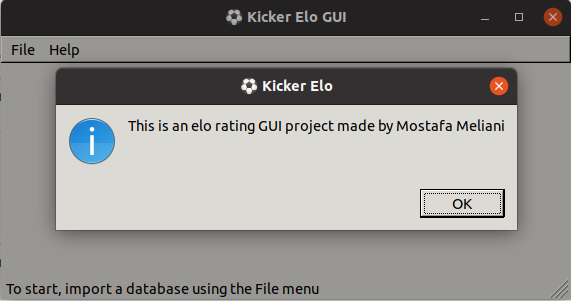 Kicker Elo GUI
File Help
Kicker Elo
This is an elo rating GUI project made by Mostafa Meliani
OK
To start, import a database using the File menu